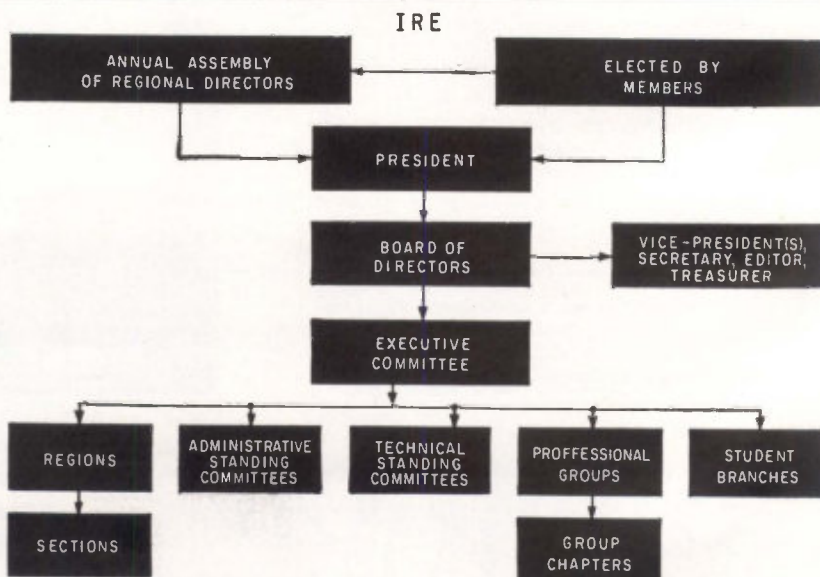 IRE
ANNUAL ASSEMBLY
OF REGIONAL DIRECTORS
ELECTED BY
MEMBERS
PRESIDENT
BOARD OF
DIRECTORS
VICE-PRESIDENT(S),
SECRETARY, EDITOR,
TREASURER
EXECUTIVE
COMMITTEE
REGIONS
ADMINISTRATIVE
STANDING
COMMITTEES
TECHNICAL
STANDING
COMMITTEES
PROFFESSIONAL
GROUPS
STUDENT
BRANCHES
SECTIONS
GROUP
CHAPTERS